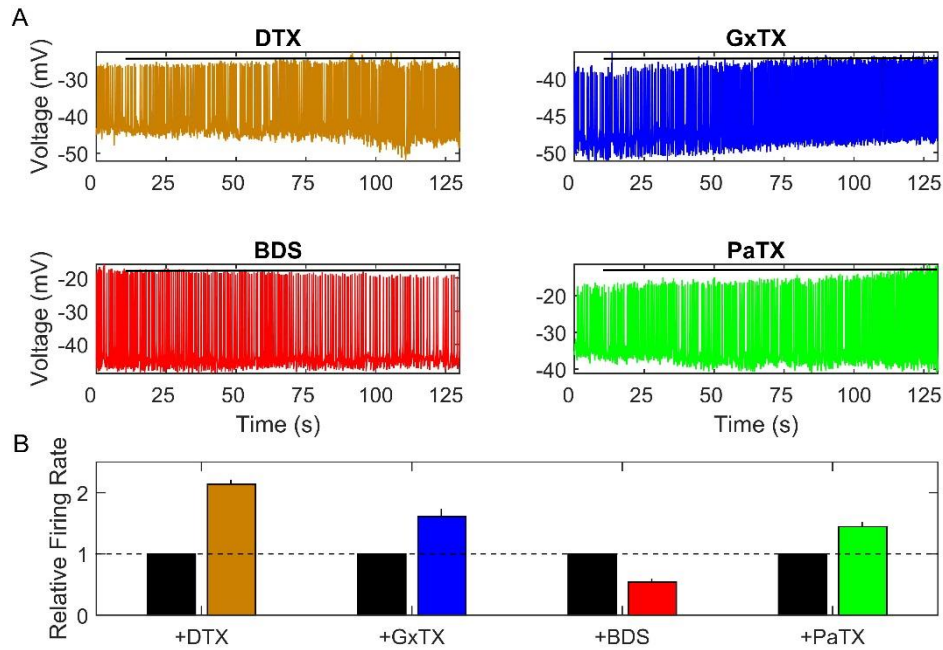 A
DTX
GxTX
Voltage (mV)
-30
-40
-50
-40
-45
-50
0 25 50 75 100 125
0 25 50 75 100 125
BDS
PaTX
Voltage (mV)
-20
-30
-40
-20
-30
-40
0 25 50 75 100 125
0 25 50 75 100 125
Time (s)
Time (s)
B
Relative Firing Rate
2
1
0
+DTX +GxTX +BDS +PaTX